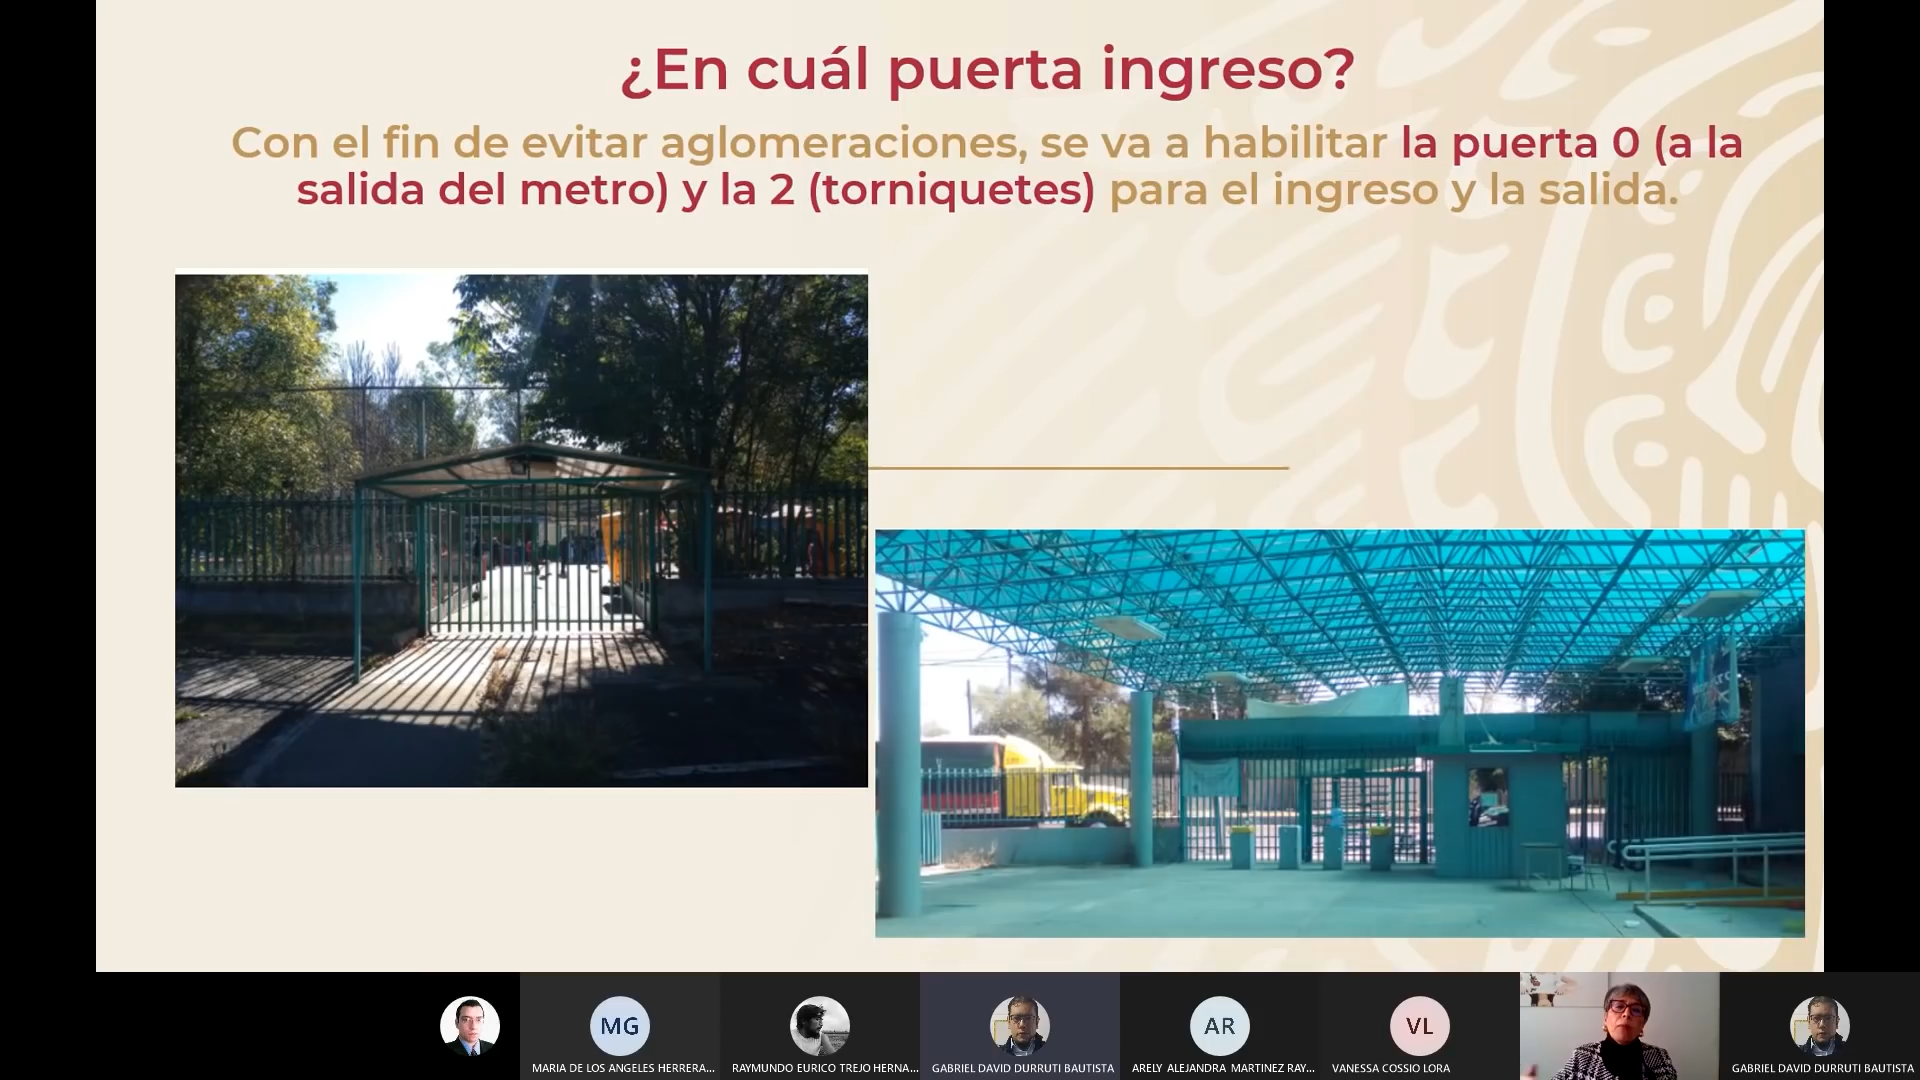 ¿En cuál puerta ingreso?
Con el fin de evitar aglomeraciones, se va a habilitar la puerta 0 (a la
salida del metro) y la 2 (torniquetes) para el ingreso y la salida.
MG
AR
VL
MARIA DE LOS ANGELES HERRERA...
RAYMUNDO EURICO TREJO HERNA...
GABRIEL DAVID DURRUTI BAUTISTA
ARELY ALEJANDRA MARTINEZ RAY...
VANESSA COSSIO LORA
GABRIEL DAVID DURRUTI BAUTISTA